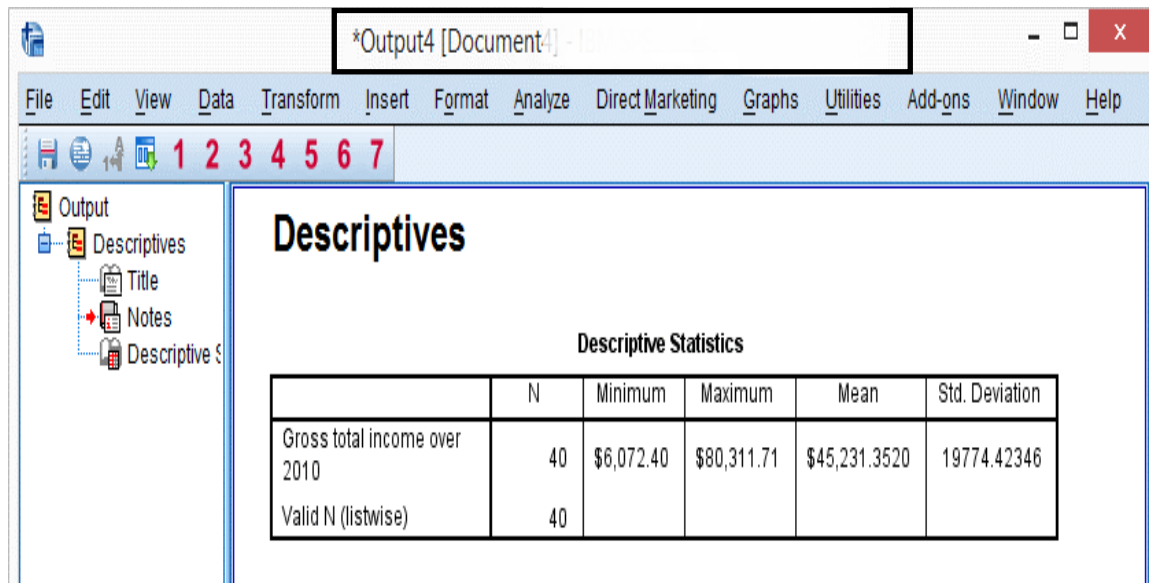 *Output4 [Document4] -
File Edit View Data Transform Insert Format Analyze Direct Marketing Graphs Utilities Add-ons Window Help
1 2 3 4 5 6 7
Output
Descriptives
Title
Notes
Descriptive S
Descriptives
Descriptive Statistics
N Minimum Maximum Mean Std. Deviation
Gross total income over 2010 40 $6,072.40 $80,311.71 $45,231.3520 19774.42346
Valid N (listwise) 40